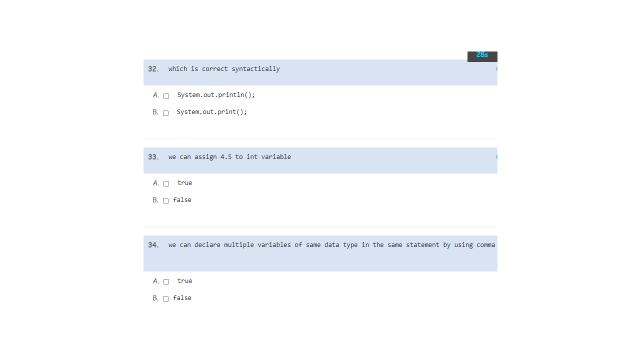 28s
32. which is correct syntactically
A. System.out.println();
B. System.out.print();
33. we can assign 4.5 to int variable
A. true
B. false
34. we can declare multiple variables of same data type in the same statement by using comma
A. true
B. false